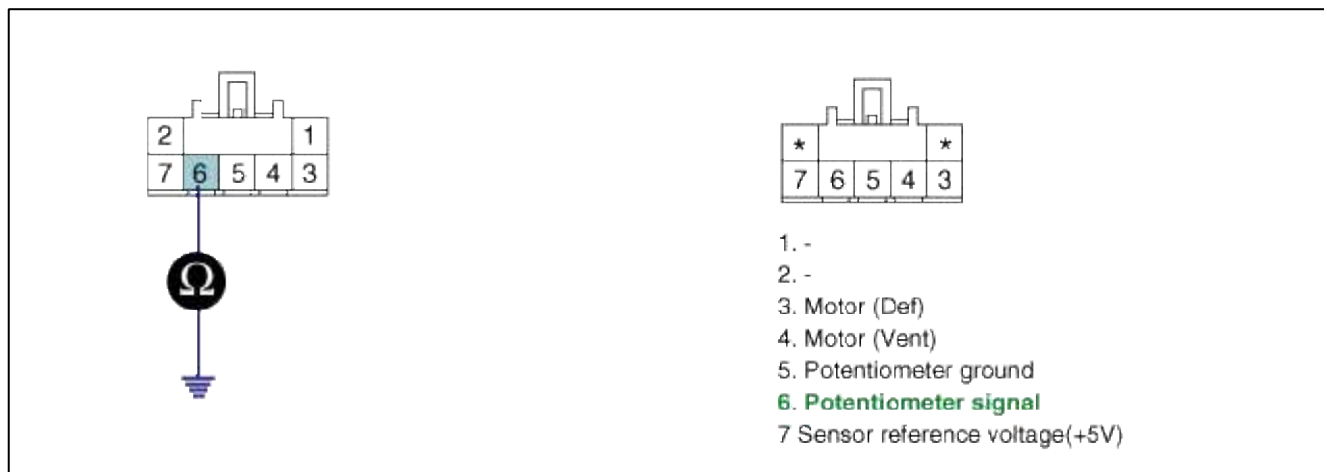 2 1
7 6 5 4 3
Ω
* *
7 6 5 4 3
1. -
2. -
3. Motor (Def)
4. Motor (Vent)
5. Potentiometer ground
6. Potentiometer signal
7 Sensor reference voltage(+5V)